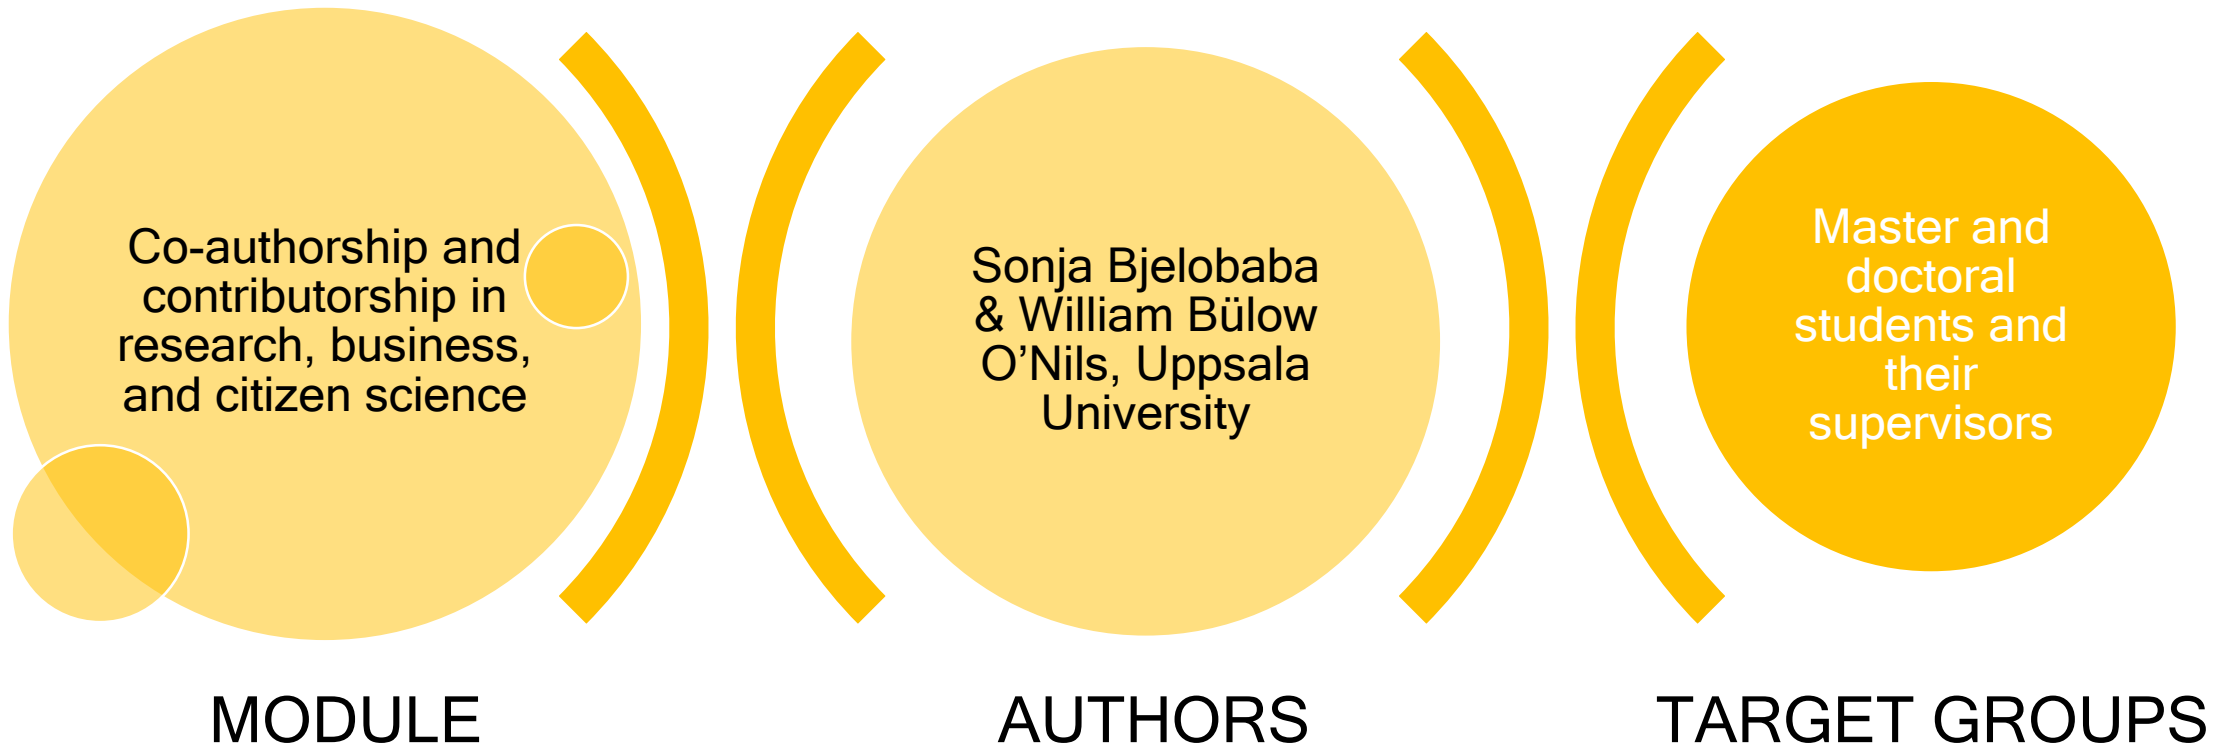 Co-authorship and
contributorship in
research, business,
and citizen science
Sonja Bjelobaba
& William Bülow
O’Nils, Uppsala
University
Master and
doctoral
students and
their
supervisors
MODULE
AUTHORS
TARGET GROUPS